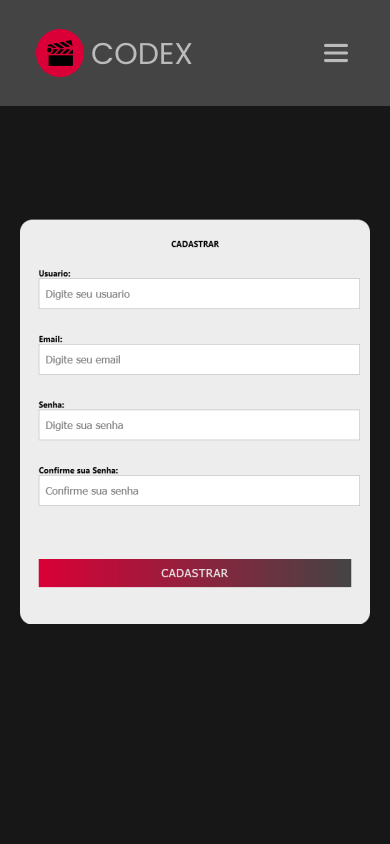 CODEX
CADASTRAR
Usuario:
Digite seu usuario
Email:
Digite seu email
Senha:
Digite sua senha
Confirme sua Senha:
Confirme sua senha
CADASTRAR